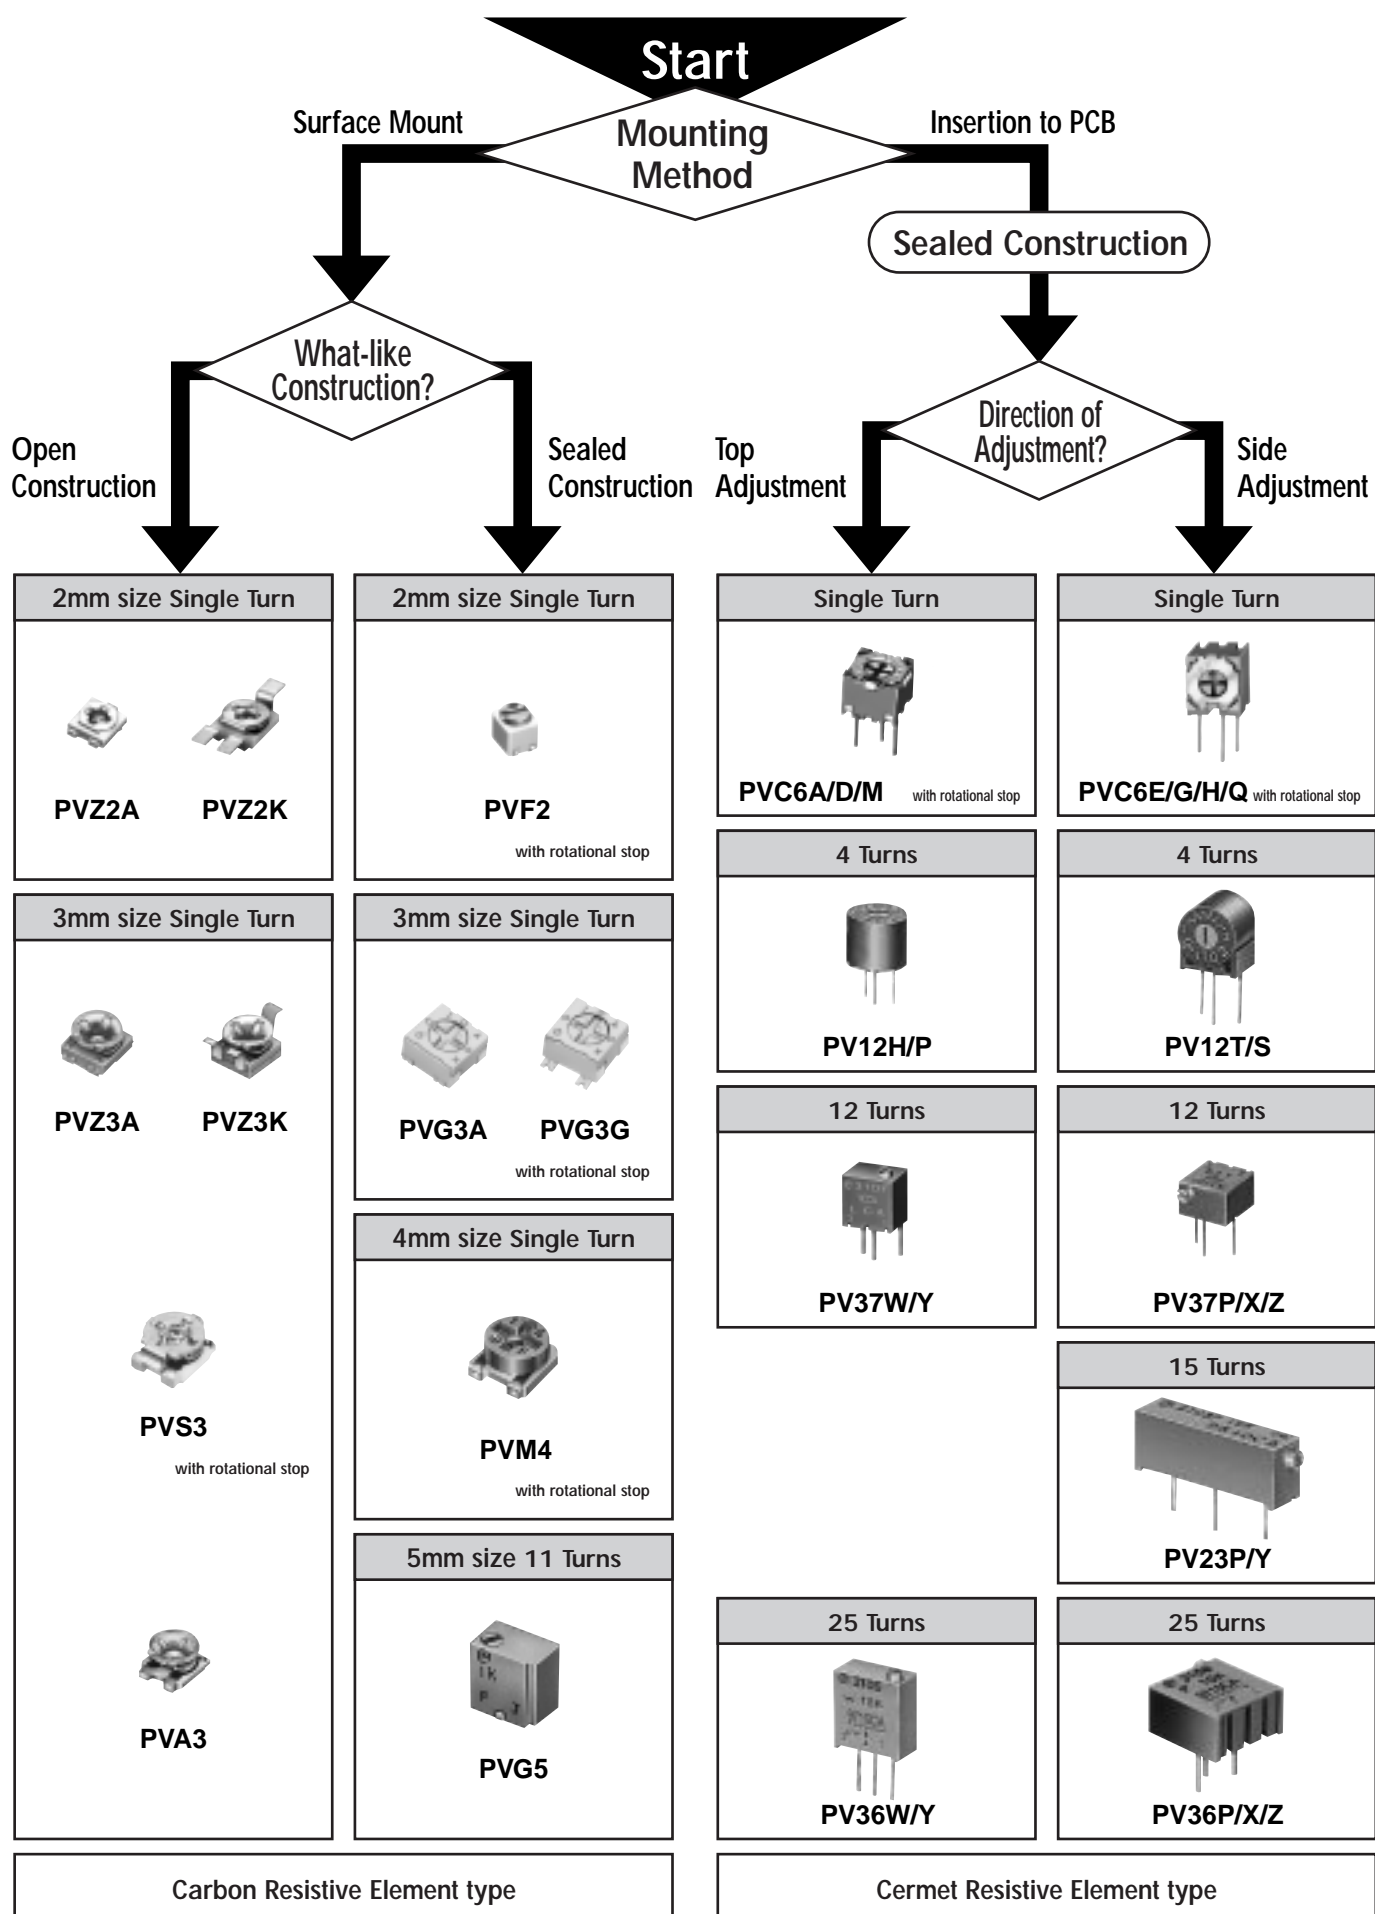 Start
Mounting
Method
Surface Mount
Insertion to PCB
Sealed Construction
What-like
Construction?
Direction of
Adjustment?
Open
Construction
Sealed
Construction
Top
Adjustment
Side
Adjustment
2mm size Single Turn
PVZ2A
PVZ2K
3mm size Single Turn
PVZ3A
PVZ3K
PVS3
with rotational stop
PVA3
2mm size Single Turn
PVF2
with rotational stop
3mm size Single Turn
PVG3A
PVG3G
with rotational stop
4mm size Single Turn
PVM4
with rotational stop
5mm size 11 Turns
PVG5
Carbon Resistive Element type
Single Turn
PVC6A/D/M with rotational stop
4 Turns
PV12H/P
12 Turns
PV37W/Y
25 Turns
PV36W/Y
Single Turn
PVC6E/G/H/Q with rotational stop
4 Turns
PV12T/S
12 Turns
PV37P/X/Z
15 Turns
PV23P/Y
25 Turns
PV36P/X/Z
Cermet Resistive Element type